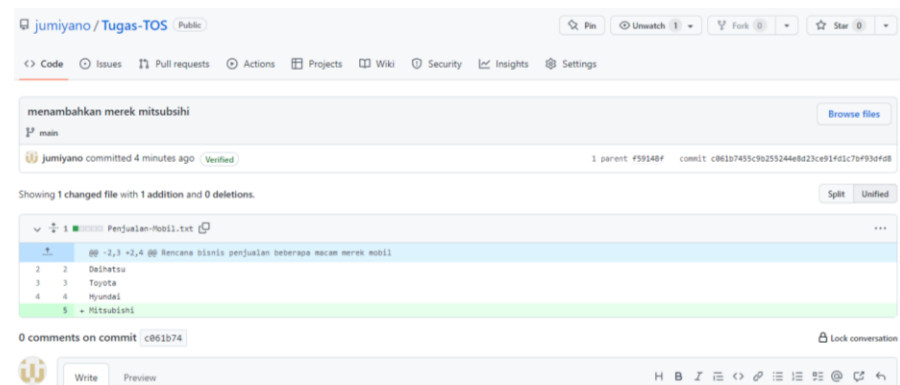 jumiyano / Tugas-TOS Public
Pin Unwatch 1 Fork 0 Star 0
Code Issues Pull requests Actions Projects Wiki Security Insights Settings
menambahkan merek mitsubsihi
Browse files
main
jumiyano committed 4 minutes ago Verified
1 parent f59148f commit c061b7455c9b255244e8d23ce91fd1c7bf93dfd8
Showing 1 changed file with 1 addition and 0 deletions.
Split Unified
1 Penjualan-Mobil.txt
@@ -2,3 +2,4 @@ Rencana bisnis penjualan beberapa macam merek mobil
2 2 Daihatsu
3 3 Toyota
4 4 Hyundai
5 + Mitsubishi
0 comments on commit c061b74
Lock conversation
Write Preview